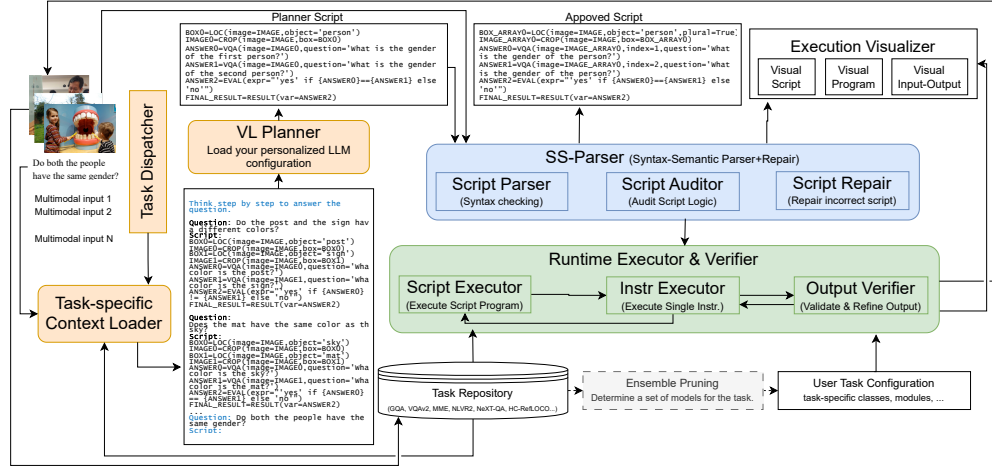 Planner Script
BOX0=LOC(image=IMAGE,object='person')
IMAGE0=CROP(image=IMAGE,box=BOX0)
ANSWER0=VQA(image=IMAGE0,question='What is the gender
of the first person?')
ANSWER1=VQA(image=IMAGE0,question='What is the gender
of the second person?')
ANSWER2=EVAL(expr="'yes' if {ANSWER0}=={ANSWER1} else
'no'")
FINAL_RESULT=RESULT(var=ANSWER2)
Appoved Script
BOX_ARRAY0=LOC(image=IMAGE,object='person',plural=True)
IMAGE_ARRAY0=CROP(image=IMAGE,box=BOX_ARRAY0)
ANSWER0=VQA(image=IMAGE_ARRAY0,index=1,question='What
is the gender of the person?')
ANSWER1=VQA(image=IMAGE_ARRAY0,index=2,question='What
is the gender of the person?')
ANSWER2=EVAL(expr="'yes' if {ANSWER0}=={ANSWER1} else
'no'")
FINAL_RESULT=RESULT(var=ANSWER2)
Execution Visualizer
Visual
Script
Visual
Program
Visual
Input-Output
Do both the people
have the same gender?
Multimodal input 1
Multimodal input 2
Multimodal input N
Task Dispatcher
Task-specific
Context Loader
VL Planner
Load your personalized LLM
configuration
Think step by step to answer the
question.
Question: Do the post and the sign hav
a different colors?
Script:
BOX0=LOC(image=IMAGE,object='post')
IMAGE0=CROP(image=IMAGE,box=BOX0)
BOX1=LOC(image=IMAGE,object='sign')
IMAGE1=CROP(image=IMAGE,box=BOX1)
ANSWER0=VQA(image=IMAGE0,question='Wha
color is the post?')
ANSWER1=VQA(image=IMAGE1,question='Wha
color is the sign?')
ANSWER2=EVAL(expr="'yes' if {ANSWER0}
!= {ANSWER1} else 'no'")
FINAL_RESULT=RESULT(var=ANSWER2)
Question:
Does the mat have the same color as th
sky?
Script:
BOX0=LOC(image=IMAGE,object='sky')
IMAGE0=CROP(image=IMAGE,box=BOX0)
BOX1=LOC(image=IMAGE,object='mat')
IMAGE1=CROP(image=IMAGE,box=BOX1)
ANSWER0=VQA(image=IMAGE0,question='Wha
color is the sky?')
ANSWER1=VQA(image=IMAGE1,question='Wha
color is the mat?')
ANSWER2=EVAL(expr="'yes' if {ANSWER0}
== {ANSWER1} else 'no'")
FINAL_RESULT=RESULT(var=ANSWER2)
...
Question: Do both the people have the
same gender?
Script:
SS-Parser (Syntax-Semantic Parser+Repair)
Script Parser
(Syntax checking)
Script Auditor
(Audit Script Logic)
Script Repair
(Repair incorrect script)
Runtime Executor & Verifier
Script Executor
(Execute Script Program)
Instr Executor
(Execute Single Instr.)
Output Verifier
(Validate & Refine Output)
Task Repository
(GQA, VQAv2, MME, NLVR2, NeXT-QA, HC-RefLOCO...)
Ensemble Pruning
Determine a set of models for the task.
User Task Configuration
task-specific classes, modules, ...